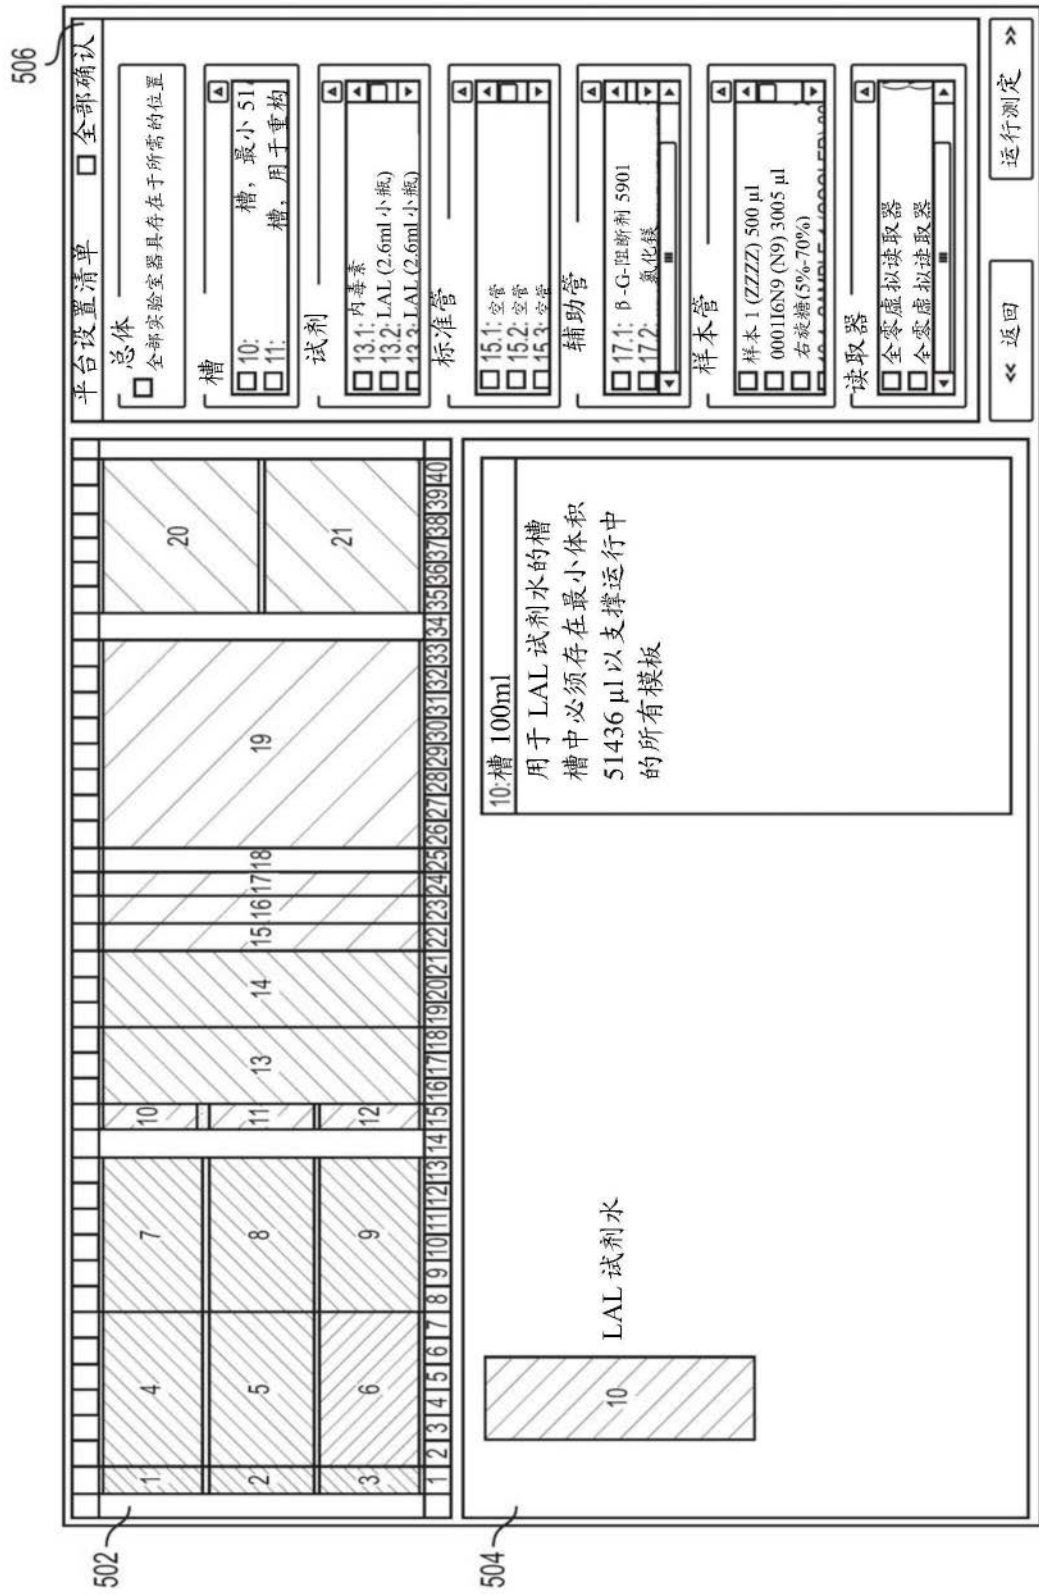 506
502
504
1
2
3
4
5
6
7
8
9
10
11
12
13
14
15
16
17
18
19
20
21
1 2 3 4 5 6 7 8 9 10 11 12 13 14 15 16 17 18 19 20 21 22 23 24 25 26 27 28 29 30 31 32 33 34 35 36 37 38 39 40
10
LAL 试剂水
10:槽 100ml
用于 LAL 试剂水的槽
槽中必须存在最小体积
51436 μl 以支撑运行中
的所有模板
平台设置清单 全部确认
总体
全部实验室器具存在于所需的位置
槽
10: 槽，最小 51
11: 槽，用于重构
试剂
13.1: 内毒素
13.2: LAL (2.6ml 小瓶)
13.3: LAL (2.6ml 小瓶)
标准管
15.1: 空管
15.2: 空管
15.3: 空管
辅助管
17.1: β-G-阻断剂 5901
17.2: 氯化镁
样本管
样本 1 (ZZZZ) 500 μl
0001I6N9 (N9) 3005 μl
右旋糖(5%-70%)
读取器
全零虚拟读取器
全零虚拟读取器
<< 返回
运行测定 >>